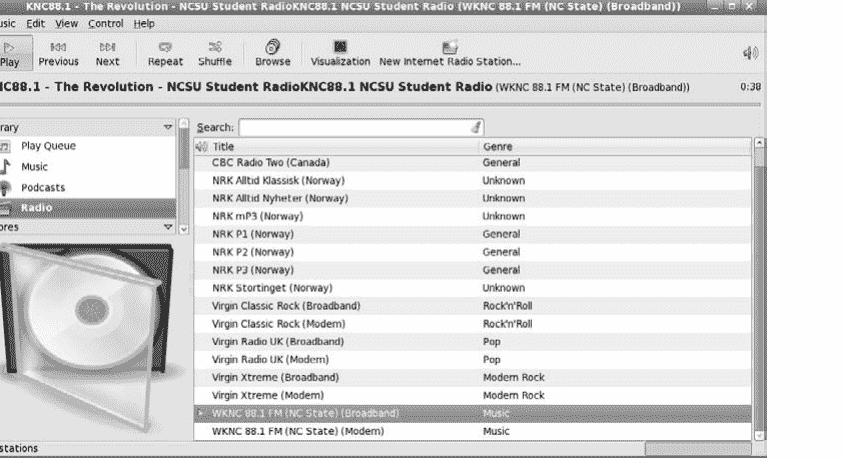 KNC88.1 - The Revolution - NCSU Student RadioKNC88.1 NCSU Student Radio (WKNC 88.1 FM (NC State) (Broadband))
usic Edit View Control Help
Play Previous Next Repeat Shuffle Browse Visualization New Internet Radio Station...
NC88.1 - The Revolution - NCSU Student RadioKNC88.1 NCSU Student Radio (WKNC 88.1 FM (NC State) (Broadband)) 0:38
rary
Play Queue
Music
Podcasts
Radio
ores
Search:
Title Genre
CBC Radio Two (Canada) General
NRK Alltid Klassisk (Norway) Unknown
NRK Alltid Nyheter (Norway) Unknown
NRK mP3 (Norway) Unknown
NRK P1 (Norway) General
NRK P2 (Norway) General
NRK P3 (Norway) General
NRK Stortinget (Norway) Unknown
Virgin Classic Rock (Broadband) Rock'n'Roll
Virgin Classic Rock (Modem) Rock'n'Roll
Virgin Radio UK (Broadband) Pop
Virgin Radio UK (Modem) Pop
Virgin Xtreme (Broadband) Modern Rock
Virgin Xtreme (Modem) Modern Rock
WKNC 88.1 FM (NC State) (Broadband) Music
WKNC 88.1 FM (NC State) (Modem) Music
stations